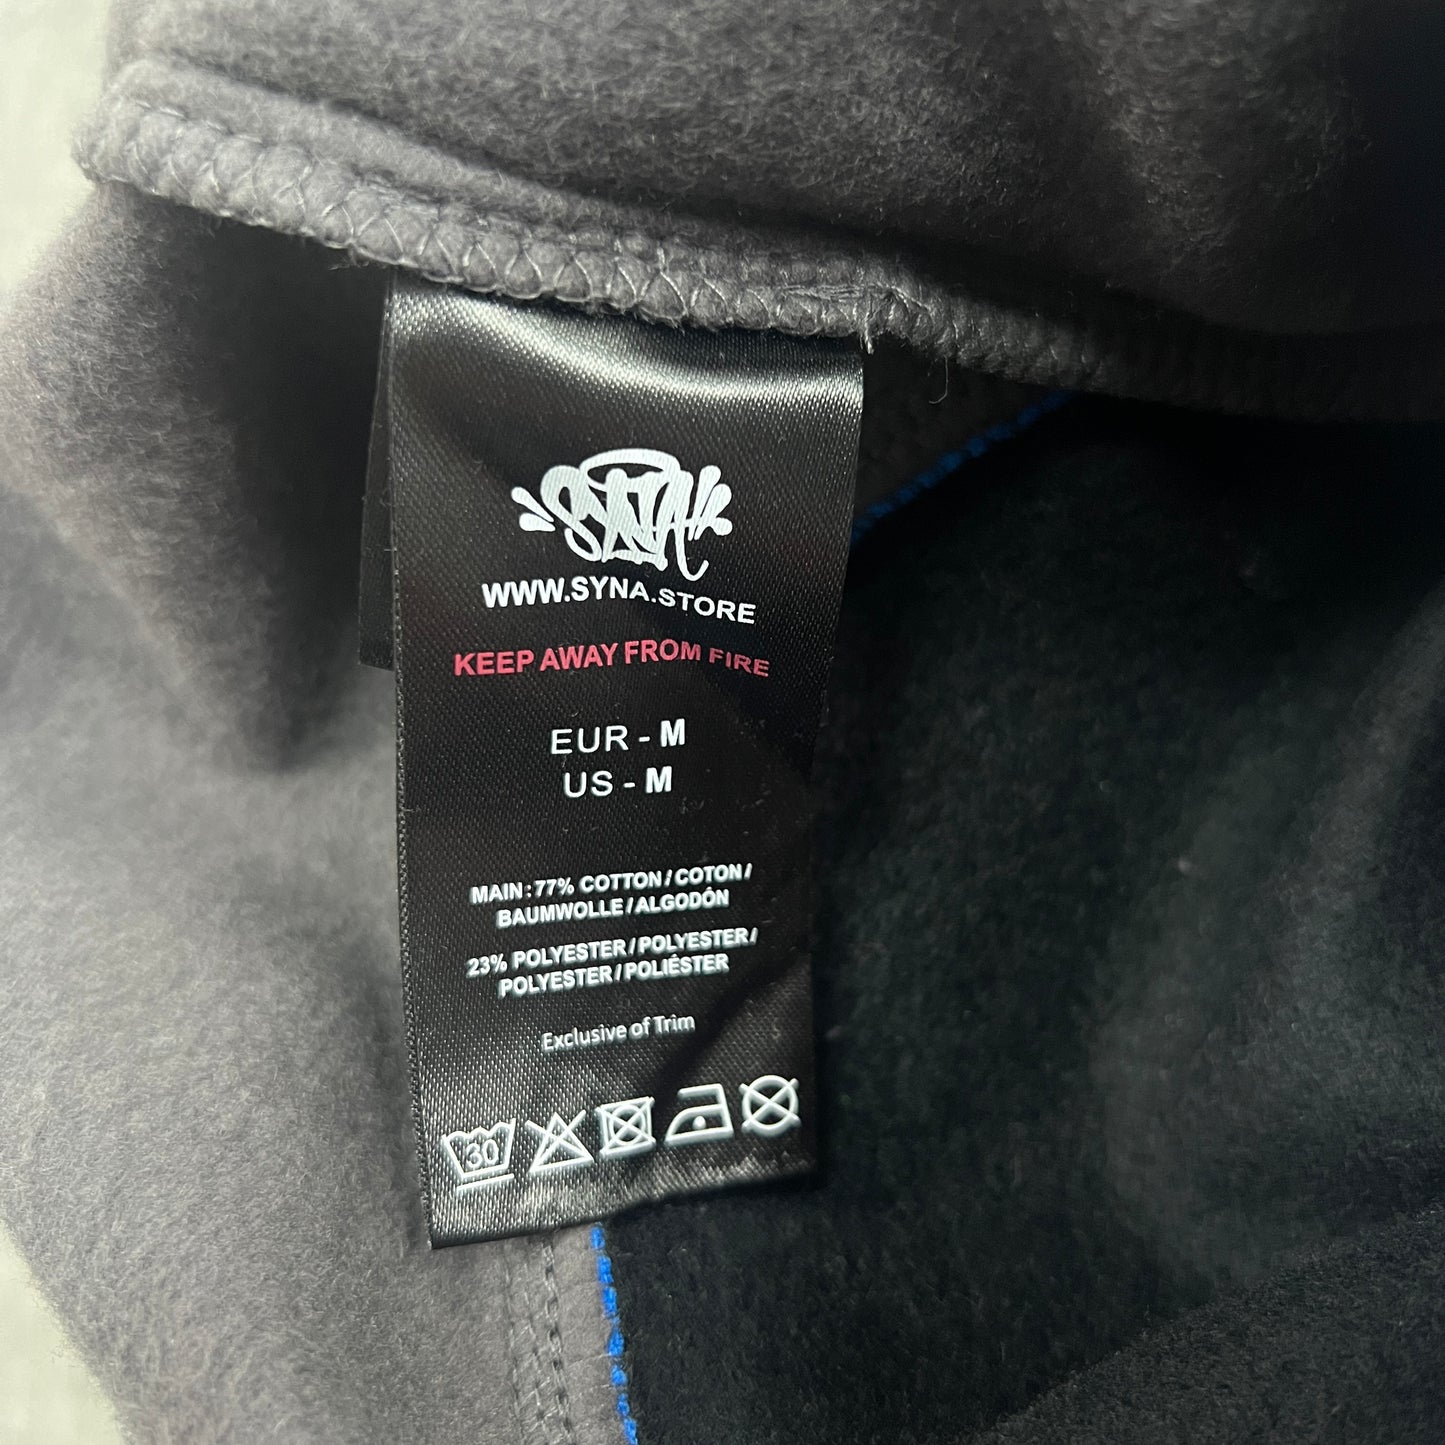 SYNA
WWW.SYNA.STORE
KEEP AWAY FROM FIRE
EUR - M
US - M
MAIN : 77% COTTON / COTON /
BAUMWOLLE / ALGODÓN
23% POLYESTER / POLYESTER /
POLYESTER / POLIÉSTER
Exclusive of Trim
30